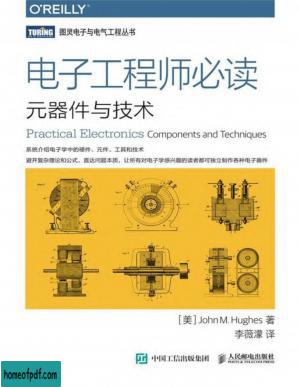 O'REILLY®
TURING 图灵电子与电气工程丛书
电子工程师必读
元器件与技术
Practical Electronics Components and Techniques
系统介绍电子学中的硬件、元件、工具和技术
避开复杂理论和公式，直达问题本质，让所有对电子学感兴趣的读者都可独立制作各种电子器件
[美] John M. Hughes 著
李薇濛 译
中国工信出版集团 人民邮电出版社
homeofpdf.com